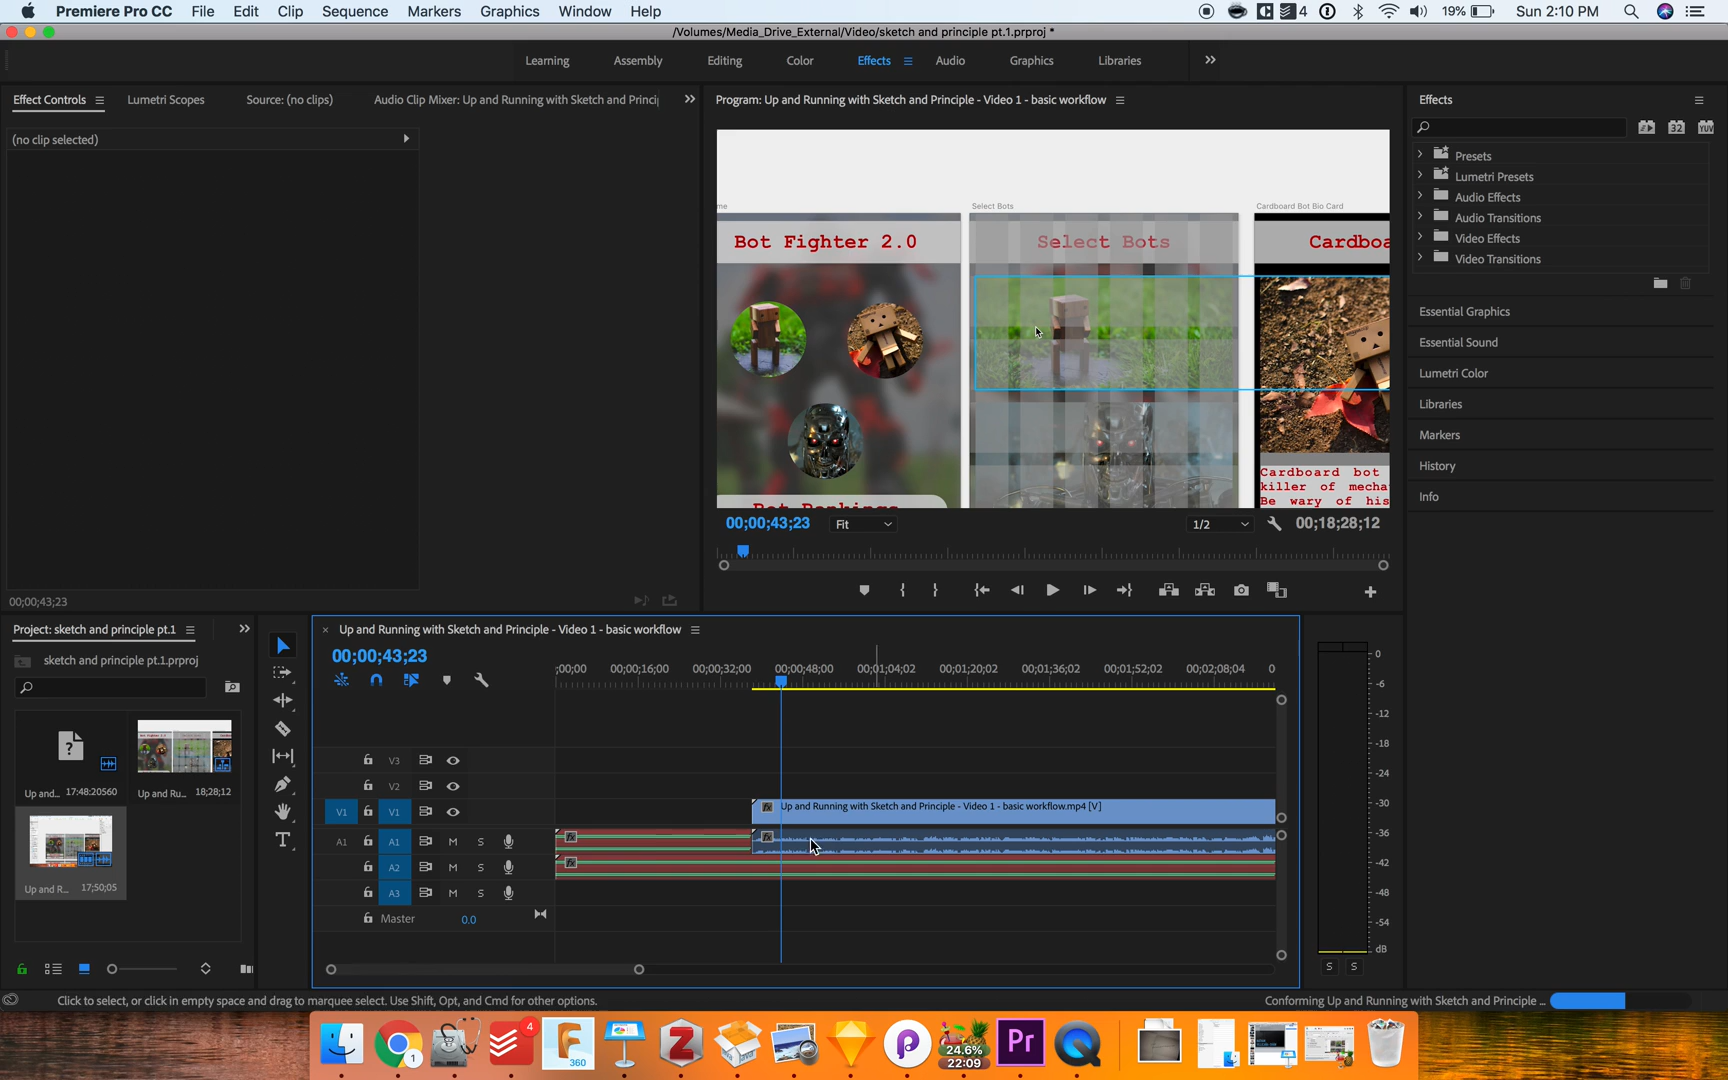 Premiere Pro CC File Edit Clip Sequence Markers Graphics Window Help
4 19% Sun 2:10 PM
/Volumes/Media_Drive_External/Video/sketch and principle pt.1.prproj *
Learning Assembly Editing Color Effects Audio Graphics Libraries
Effect Controls Lumetri Scopes Source: (no clips) Audio Clip Mixer: Up and Running with Sketch and Princi
(no clip selected)
00;00;43;23
Program: Up and Running with Sketch and Principle - Video 1 - basic workflow
me Select Bots Cardboard Bot Bio Card
Bot Fighter 2.0 Select Bots Cardboa
Cardboard bot
killer of mecha
Be wary of his
Bot Rankings
00;00;43;23 Fit 1/2 00;18;28;12
Effects
32 YUV
Presets
Lumetri Presets
Audio Effects
Audio Transitions
Video Effects
Video Transitions
Essential Graphics
Essential Sound
Lumetri Color
Libraries
Markers
History
Info
Project: sketch and principle pt.1
sketch and principle pt.1.prproj
Up and... 17:48:20560 Up and Ru... 18;28;12
Up and R... 17;50;05
Up and Running with Sketch and Principle - Video 1 - basic workflow
00;00;43;23
;00;00 00;00;16;00 00;00;32;00 00;00;48;00 00;01;04;02 00;01;20;02 00;01;36;02 00;01;52;02 00;02;08;04 0
V3
V2
V1 V1 fx Up and Running with Sketch and Principle - Video 1 - basic workflow.mp4 [V]
A1 A1 M S
A2 M S
A3 M S
Master 0.0
0
-6
-12
-18
-24
-30
-36
-42
-48
-54
dB
S S
Click to select, or click in empty space and drag to marquee select. Use Shift, Opt, and Cmd for other options.
Conforming Up and Running with Sketch and Principle ...
1
4
360
Z
P
24.6%
22:09
Pr